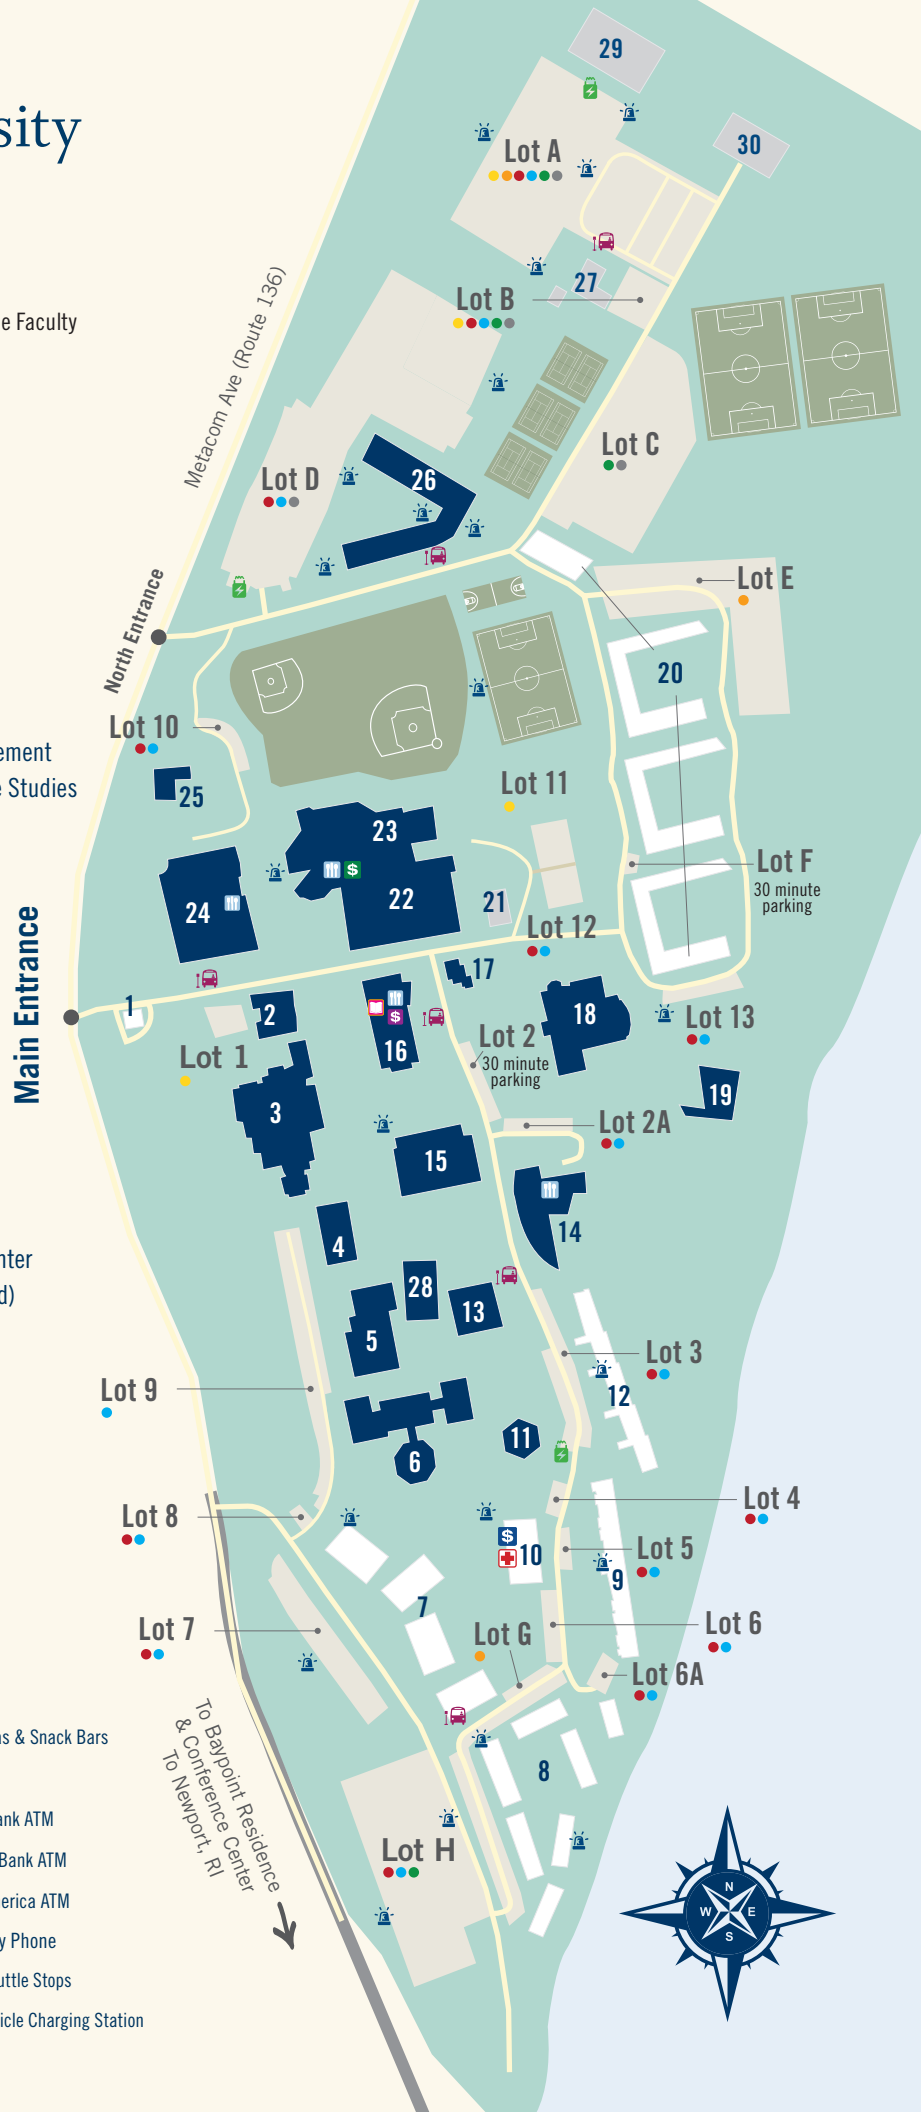 sity
29
30
Lot A
27
Lot B
e Faculty
Metacom Ave (Route 136)
Lot C
Lot D
26
Lot E
North Entrance
20
Lot 10
ement
e Studies
25
Lot 11
23
22
24
21
Lot F
30 minute
parking
Lot 12
17
Main Entrance
1
2
16
18
Lot 2
30 minute
parking
Lot 13
Lot 1
3
19
Lot 2A
15
14
4
nter
d)
28
13
5
Lot 3
12
Lot 9
11
6
Lot 4
Lot 8
10
Lot 5
9
7
Lot 7
Lot G
Lot 6
Lot 6A
To Baypoint Residence
& Conference Center
To Newport, RI
8
as & Snack Bars
ank ATM
Bank ATM
Lot H
erica ATM
y Phone
uttle Stops
icle Charging Station
N
W E
S
$
$
$